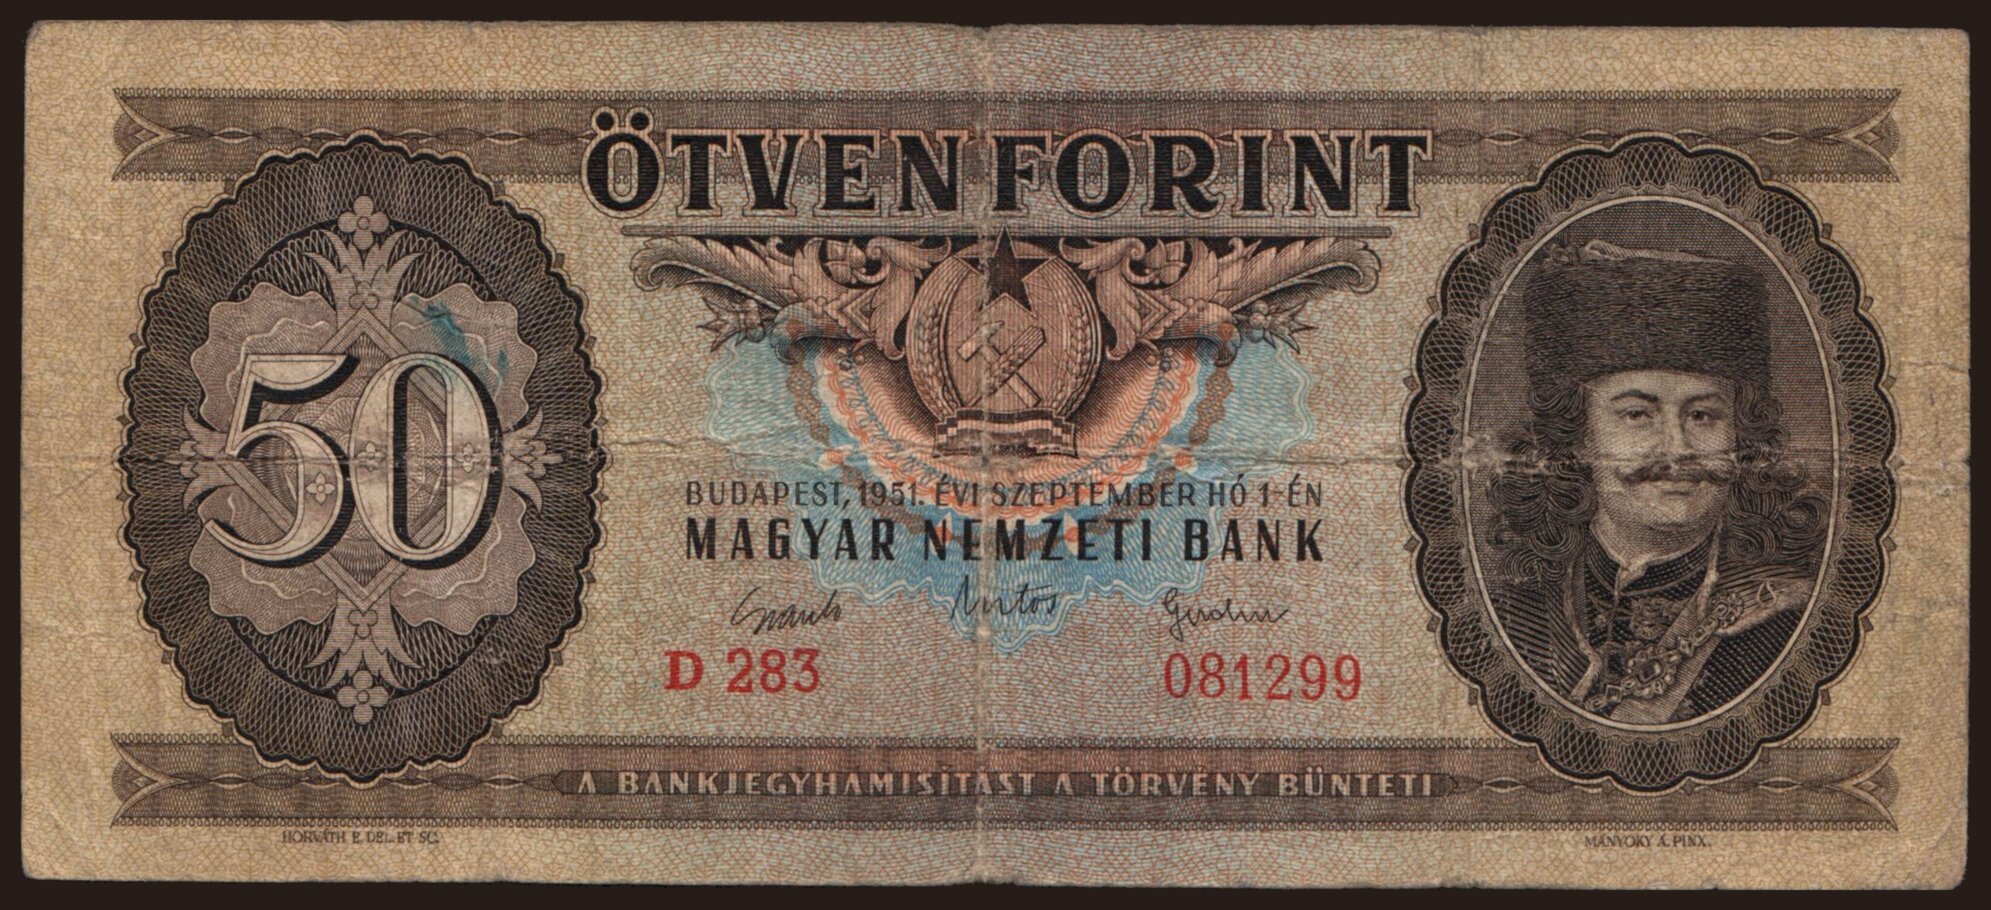 ÖTVEN FORINT
50
BUDAPEST, 1951. ÉVI SZEPTEMBER HÓ 1-ÉN
MAGYAR NEMZETI BANK
D 283 081299
A BANKJEGYHAMISÍTÁST A TÖRVÉNY BÜNTETI
HORVÁTH E. DEL. ET SC.
MÁNYOKY Á. PINX.